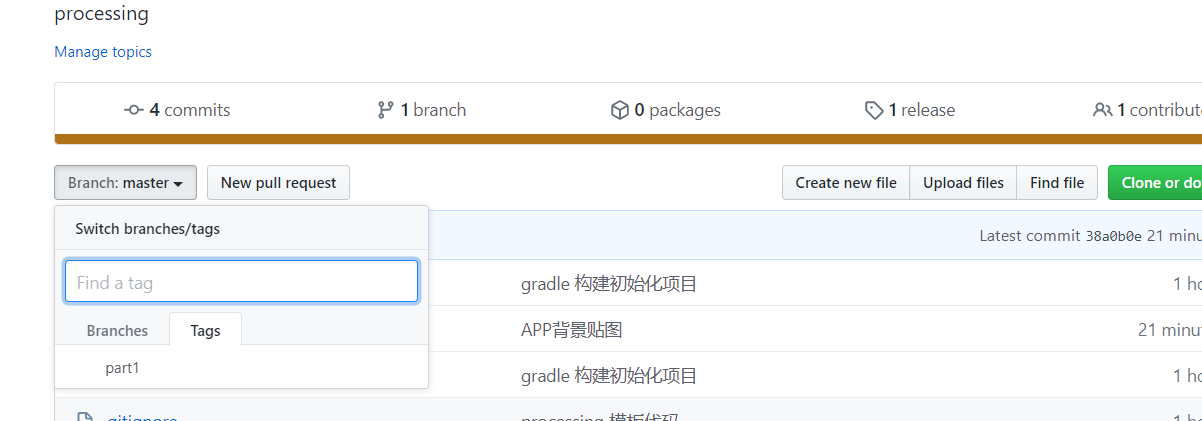 processing
Manage topics
4 commits 1 branch 0 packages 1 release 1 contribut
Branch: master New pull request Create new file Upload files Find file Clone or do
Switch branches/tags
Latest commit 38a0b0e 21 minu
Find a tag
gradle 构建初始化项目 1 ho
Branches Tags
APP背景贴图 21 minu
part1
gradle 构建初始化项目 1 ho
.gitignore processing 模板代码 1 ho